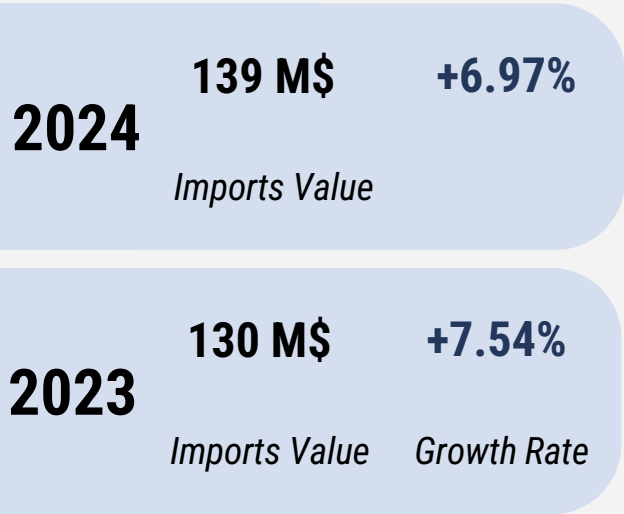 139 M$ +6.97%
2024
Imports Value
130 M$ +7.54%
2023
Imports Value Growth Rate